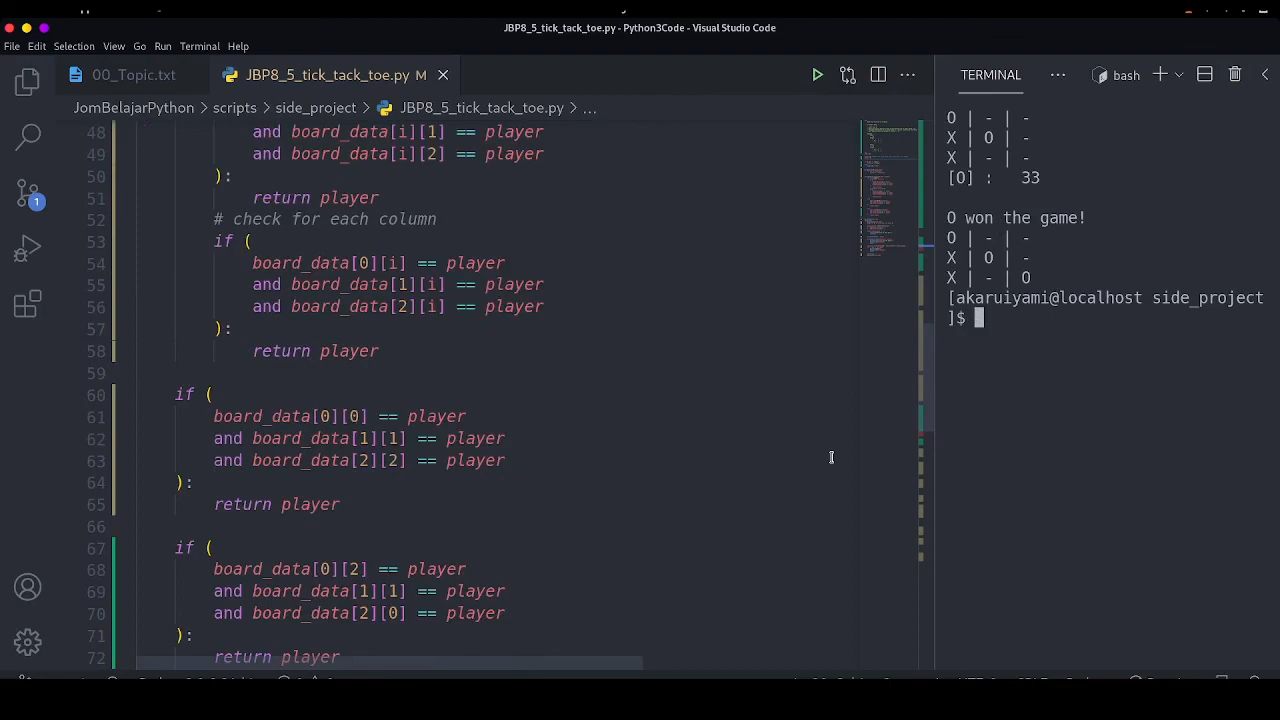 JBP8_5_tick_tack_toe.py - Python3Code - Visual Studio Code
File Edit Selection View Go Run Terminal Help
00_Topic.txt JBP8_5_tick_tack_toe.py M
JomBelajarPython > scripts > side_project > JBP8_5_tick_tack_toe.py > ...
48 and board_data[i][1] == player
49 and board_data[i][2] == player
50 ):
51 return player
52 # check for each column
53 if (
54 board_data[0][i] == player
55 and board_data[1][i] == player
56 and board_data[2][i] == player
57 ):
58 return player
59
60 if (
61 board_data[0][0] == player
62 and board_data[1][1] == player
63 and board_data[2][2] == player
64 ):
65 return player
66
67 if (
68 board_data[0][2] == player
69 and board_data[1][1] == player
70 and board_data[2][0] == player
71 ):
72 return player
1
TERMINAL ... bash
O | - | -
X | O | -
X | - | -
[O] : 33
O won the game!
O | - | -
X | O | -
X | - | O
[akaruiyami@localhost side_project
]$